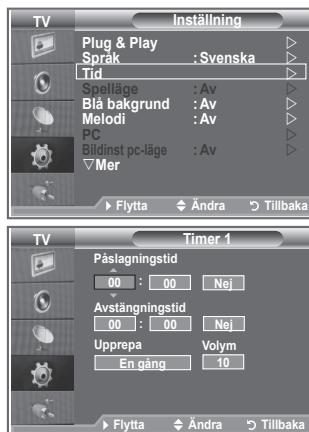 TV Inställning
Plug & Play
Språk : Svenska
Tid
Spelläge : Av
Blå bakgrund : Av
Melodi : Av
PC
Bildinst pc-läge : Av
▽Mer
Flytta Ändra Tillbaka
TV Timer 1
Påslagningstid
00 : 00 Nej
Avstängningstid
00 : 00 Nej
Upprepa Volym
En gång 10
Flytta Ändra Tillbaka